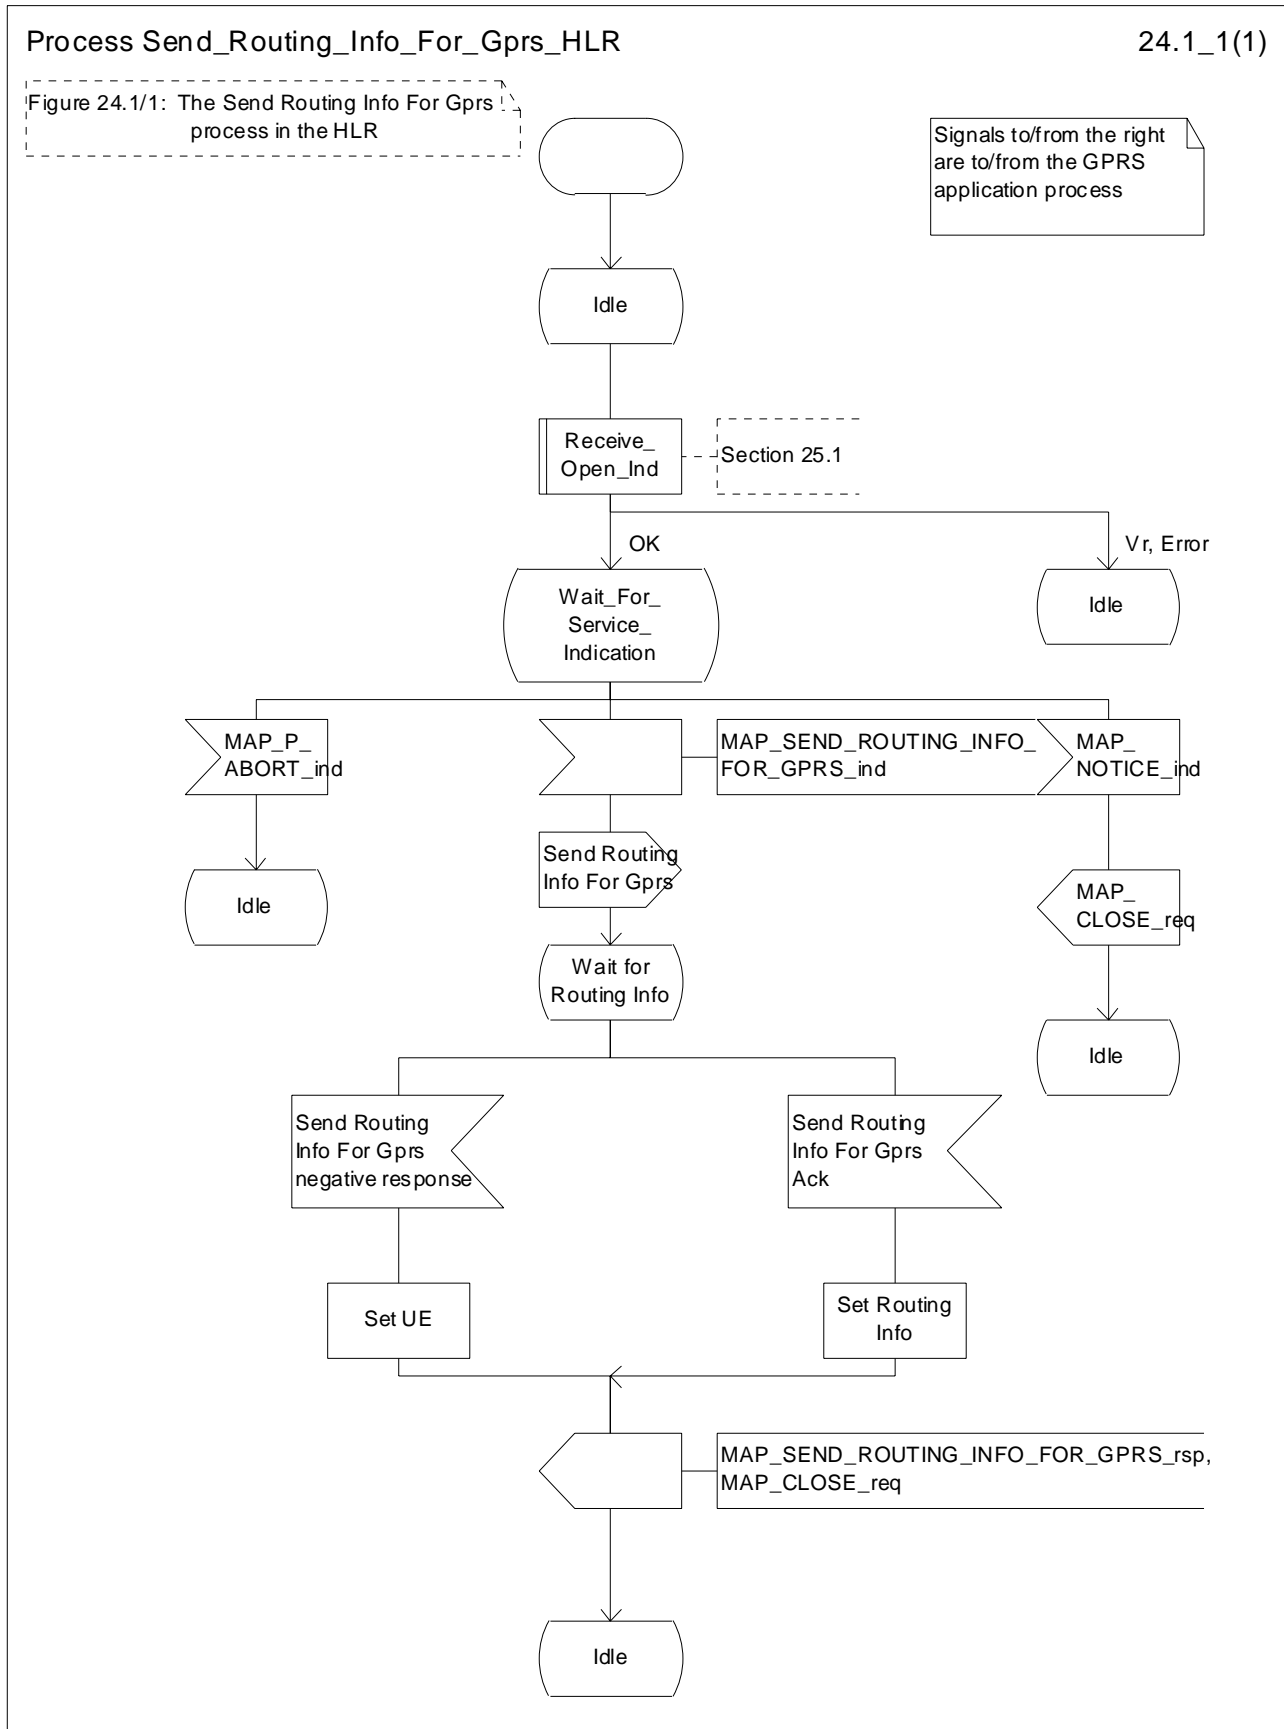 Process Send_Routing_Info_For_Gprs_HLR
24.1_1(1)
Figure 24.1/1: The Send Routing Info For Gprs
process in the HLR
Signals to/from the right
are to/from the GPRS
application process
Idle
Receive_
Open_Ind
Section 25.1
OK
Vr, Error
Wait_For_
Service_
Indication
Idle
MAP_P_
ABORT_ind
MAP_SEND_ROUTING_INFO_
FOR_GPRS_ind
MAP_
NOTICE_ind
Send Routing
Info For Gprs
Idle
MAP_
CLOSE_req
Wait for
Routing Info
Idle
Send Routing
Info For Gprs
negative response
Send Routing
Info For Gprs
Ack
Set UE
Set Routing
Info
MAP_SEND_ROUTING_INFO_FOR_GPRS_rsp,
MAP_CLOSE_req
Idle